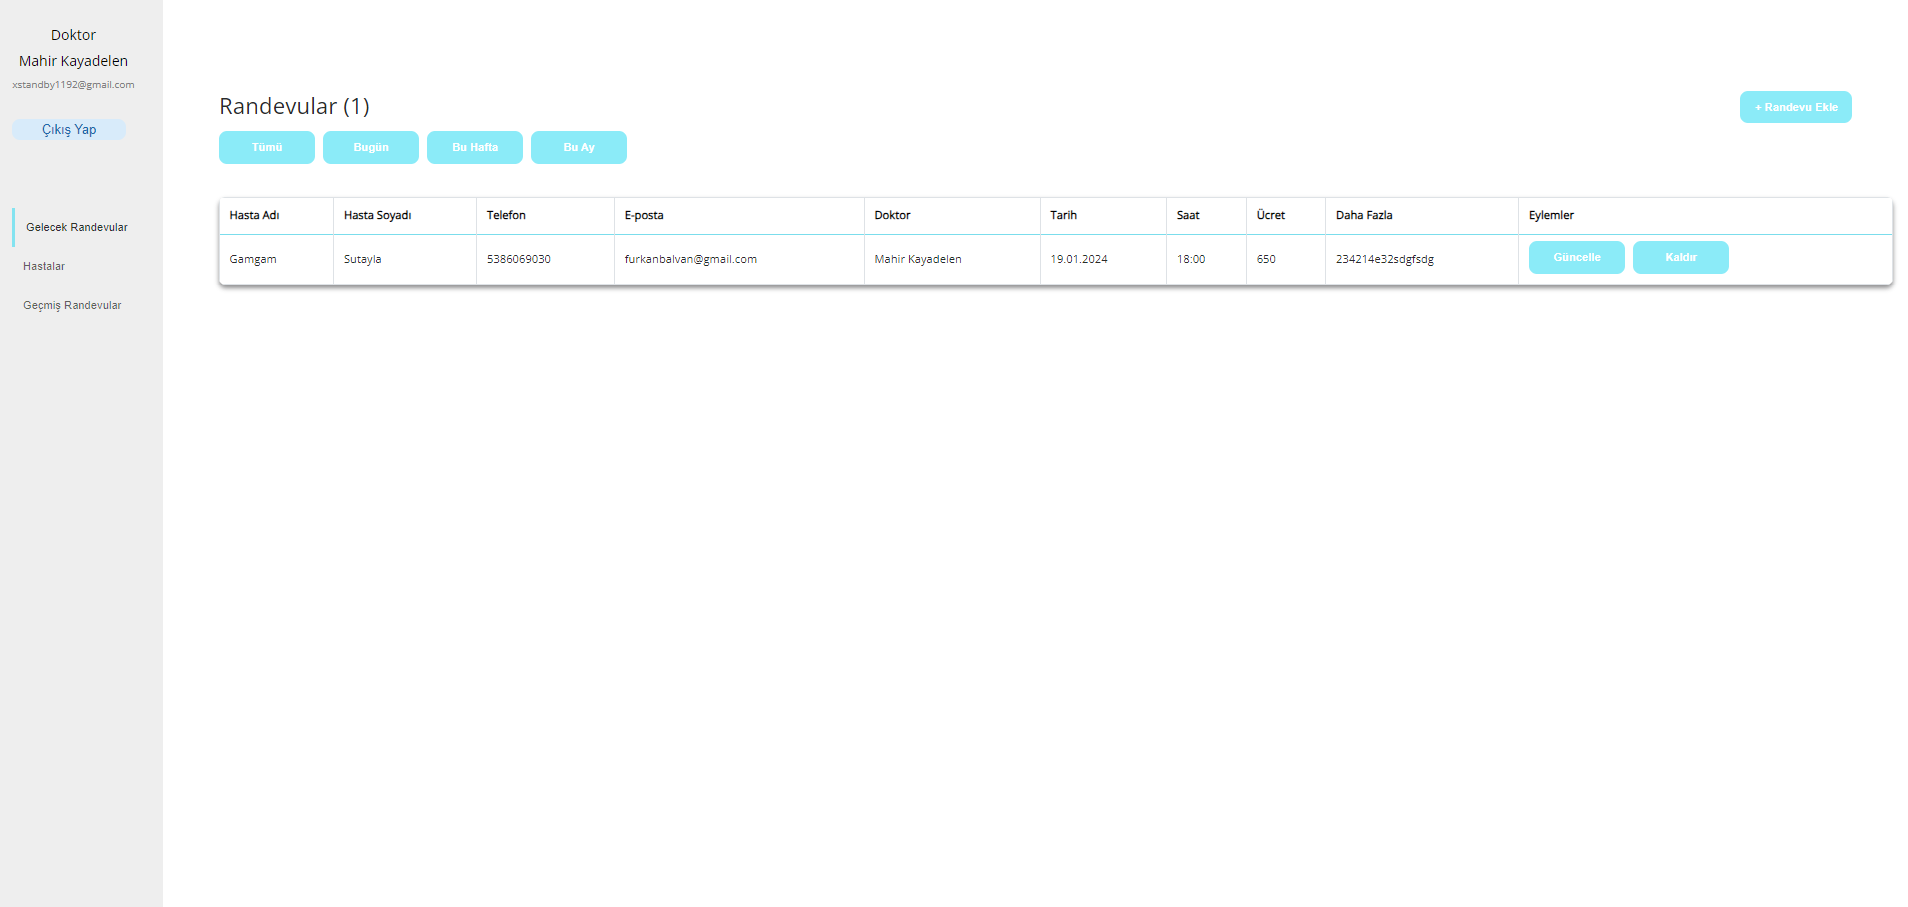 Doktor
Mahir Kayadelen
xstandby1192@gmail.com
Çıkış Yap
Gelecek Randevular
Hastalar
Geçmiş Randevular
Randevular (1)
+ Randevu Ekle
Tümü Bugün Bu Hafta Bu Ay
Hasta Adı Hasta Soyadı Telefon E-posta Doktor Tarih Saat Ücret Daha Fazla Eylemler
Gamgam Sutayla 5386069030 furkanbalvan@gmail.com Mahir Kayadelen 19.01.2024 18:00 650 234214e32sdgfsdg Güncelle Kaldır